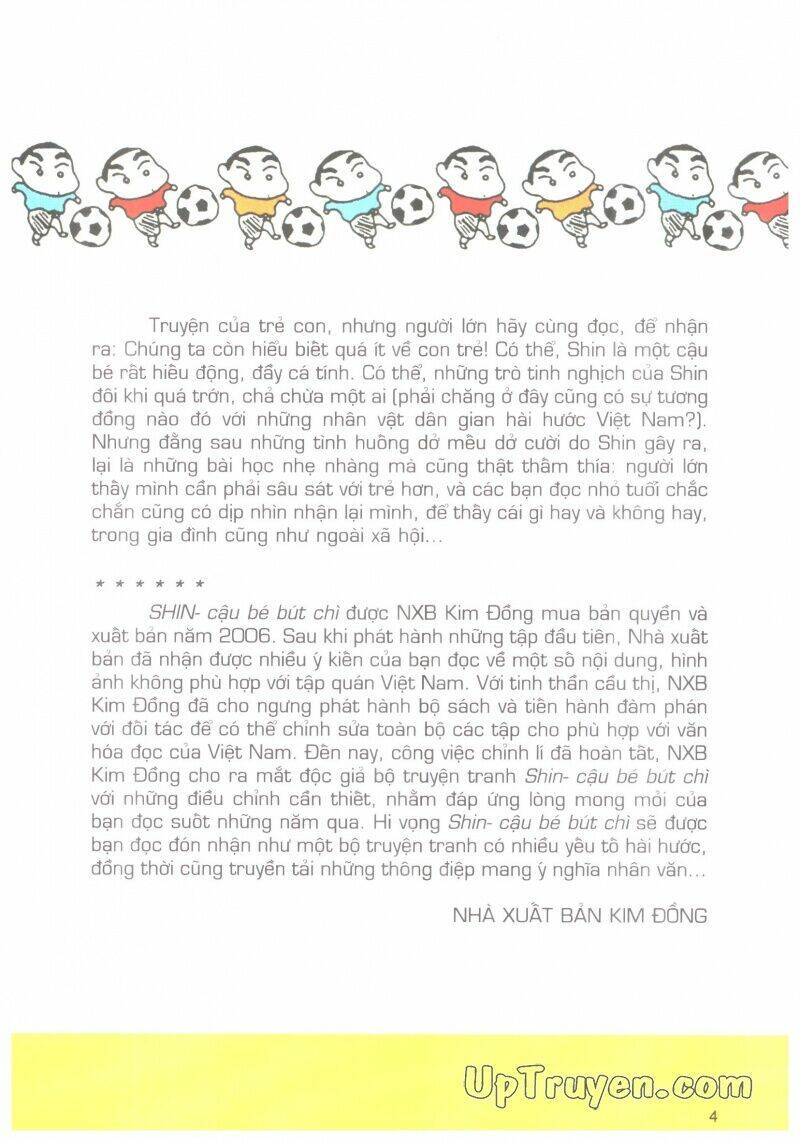 Truyện của trẻ con, nhưng người lớn hãy cùng đọc, để nhận
ra: Chúng ta còn hiểu biết quá ít về con trẻ! Có thể, Shin là một cậu
bé rất hiếu động, đầy cá tính. Có thể, những trò tinh nghịch của Shin
đôi khi quá trớn, chả chừa một ai (phải chăng ở đây cũng có sự tương
đồng nào đó với những nhân vật dân gian hài hước Việt Nam?).
Nhưng đằng sau những tình huống dở mếu dở cười do Shin gây ra,
lại là những bài học nhẹ nhàng mà cũng thật thấm thía: người lớn
thấy mình cần phải sâu sát với trẻ hơn, và các bạn đọc nhỏ tuổi chắc
chắn cũng có dịp nhìn nhận lại mình, để thấy cái gì hay và không hay,
trong gia đình cũng như ngoài xã hội...
* * * * * *
SHIN- cậu bé bút chì được NXB Kim Đồng mua bản quyền và
xuất bản năm 2006. Sau khi phát hành những tập đầu tiên, Nhà xuất
bản đã nhận được nhiều ý kiến của bạn đọc về một số nội dung, hình
ảnh không phù hợp với tập quán Việt Nam. Với tinh thần cầu thị, NXB
Kim Đồng đã cho ngưng phát hành bộ sách và tiến hành đàm phán
với đối tác để có thể chỉnh sửa toàn bộ các tập cho phù hợp với văn
hóa đọc của Việt Nam. Đến nay, công việc chỉnh lí đã hoàn tất, NXB
Kim Đồng cho ra mắt độc giả bộ truyện tranh Shin- cậu bé bút chì
với những điều chỉnh cần thiết, nhằm đáp ứng lòng mong mỏi của
bạn đọc suốt những năm qua. Hi vọng Shin- cậu bé bút chì sẽ được
bạn đọc đón nhận như một bộ truyện tranh có nhiều yếu tố hài hước,
đồng thời cũng truyền tải những thông điệp mang ý nghĩa nhân văn...
NHÀ XUẤT BẢN KIM ĐỒNG
UpTruyen.com
4